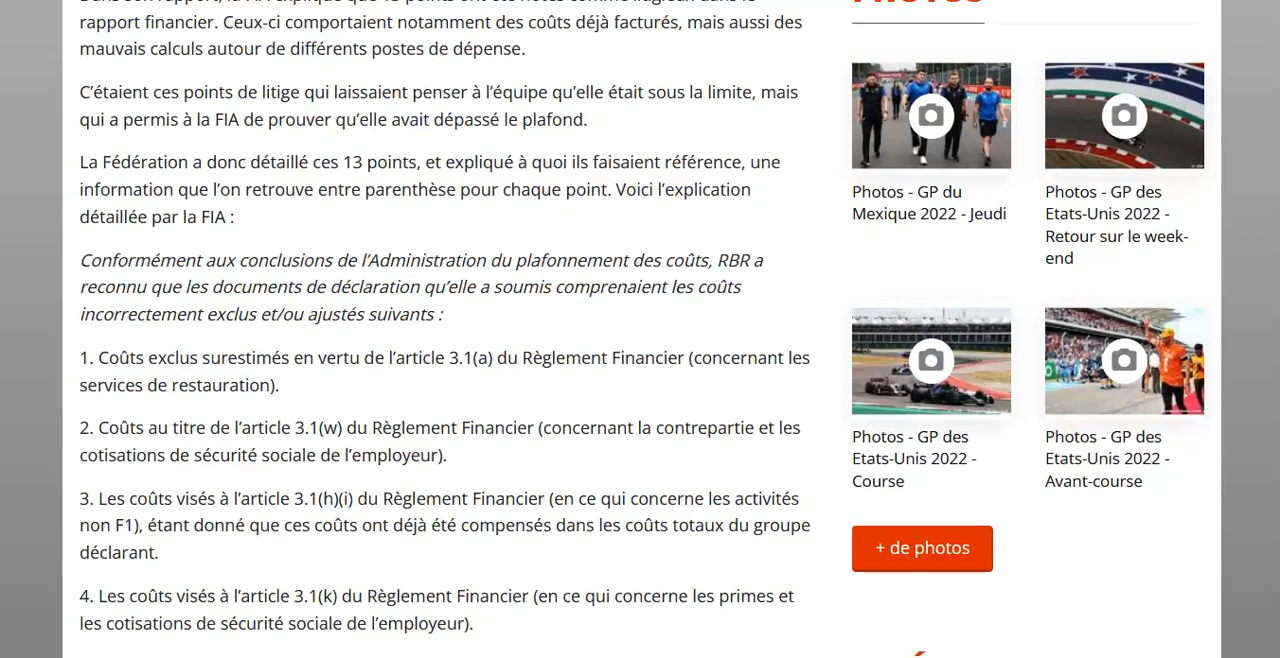 rapport financier. Ceux-ci comportaient notamment des coûts déjà facturés, mais aussi des
mauvais calculs autour de différents postes de dépense.
C’étaient ces points de litige qui laissaient penser à l’équipe qu’elle était sous la limite, mais
qui a permis à la FIA de prouver qu’elle avait dépassé le plafond.
La Fédération a donc détaillé ces 13 points, et expliqué à quoi ils faisaient référence, une
information que l’on retrouve entre parenthèse pour chaque point. Voici l’explication
détaillée par la FIA :
Conformément aux conclusions de l’Administration du plafonnement des coûts, RBR a
reconnu que les documents de déclaration qu’elle a soumis comprenaient les coûts
incorrectement exclus et/ou ajustés suivants :
1. Coûts exclus surestimés en vertu de l’article 3.1(a) du Règlement Financier (concernant les
services de restauration).
2. Coûts au titre de l’article 3.1(w) du Règlement Financier (concernant la contrepartie et les
cotisations de sécurité sociale de l’employeur).
3. Les coûts visés à l’article 3.1(h)(i) du Règlement Financier (en ce qui concerne les activités
non F1), étant donné que ces coûts ont déjà été compensés dans les coûts totaux du groupe
déclarant.
4. Les coûts visés à l’article 3.1(k) du Règlement Financier (en ce qui concerne les primes et
les cotisations de sécurité sociale de l’employeur).
Photos - GP du
Mexique 2022 - Jeudi
Photos - GP des
Etats-Unis 2022 -
Retour sur le week-
end
Photos - GP des
Etats-Unis 2022 -
Course
Photos - GP des
Etats-Unis 2022 -
Avant-course
+ de photos